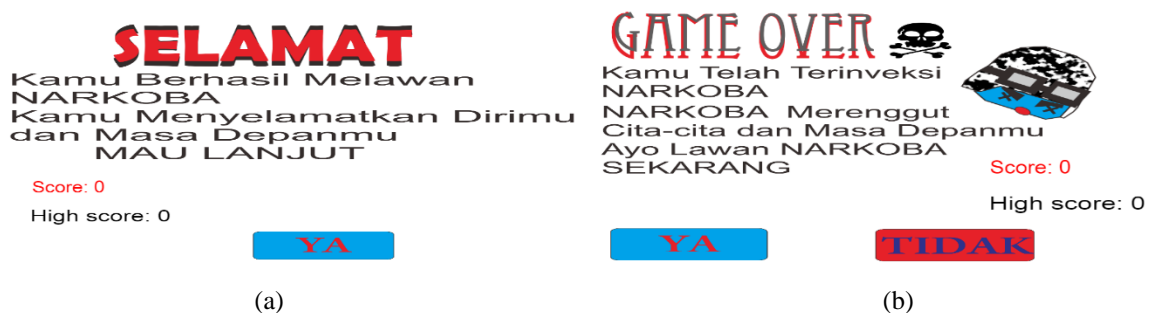 SELAMAT
Kamu Berhasil Melawan
NARKOBA
Kamu Menyelamatkan Dirimu
dan Masa Depanmu
MAU LANJUT
Score: 0
High score: 0
YA
(a)
GAME OVER
Kamu Telah Terinveksi
NARKOBA
NARKOBA Merenggut
Cita-cita dan Masa Depanmu
Ayo Lawan NARKOBA
SEKARANG
Score: 0
High score: 0
YA
TIDAK
(b)